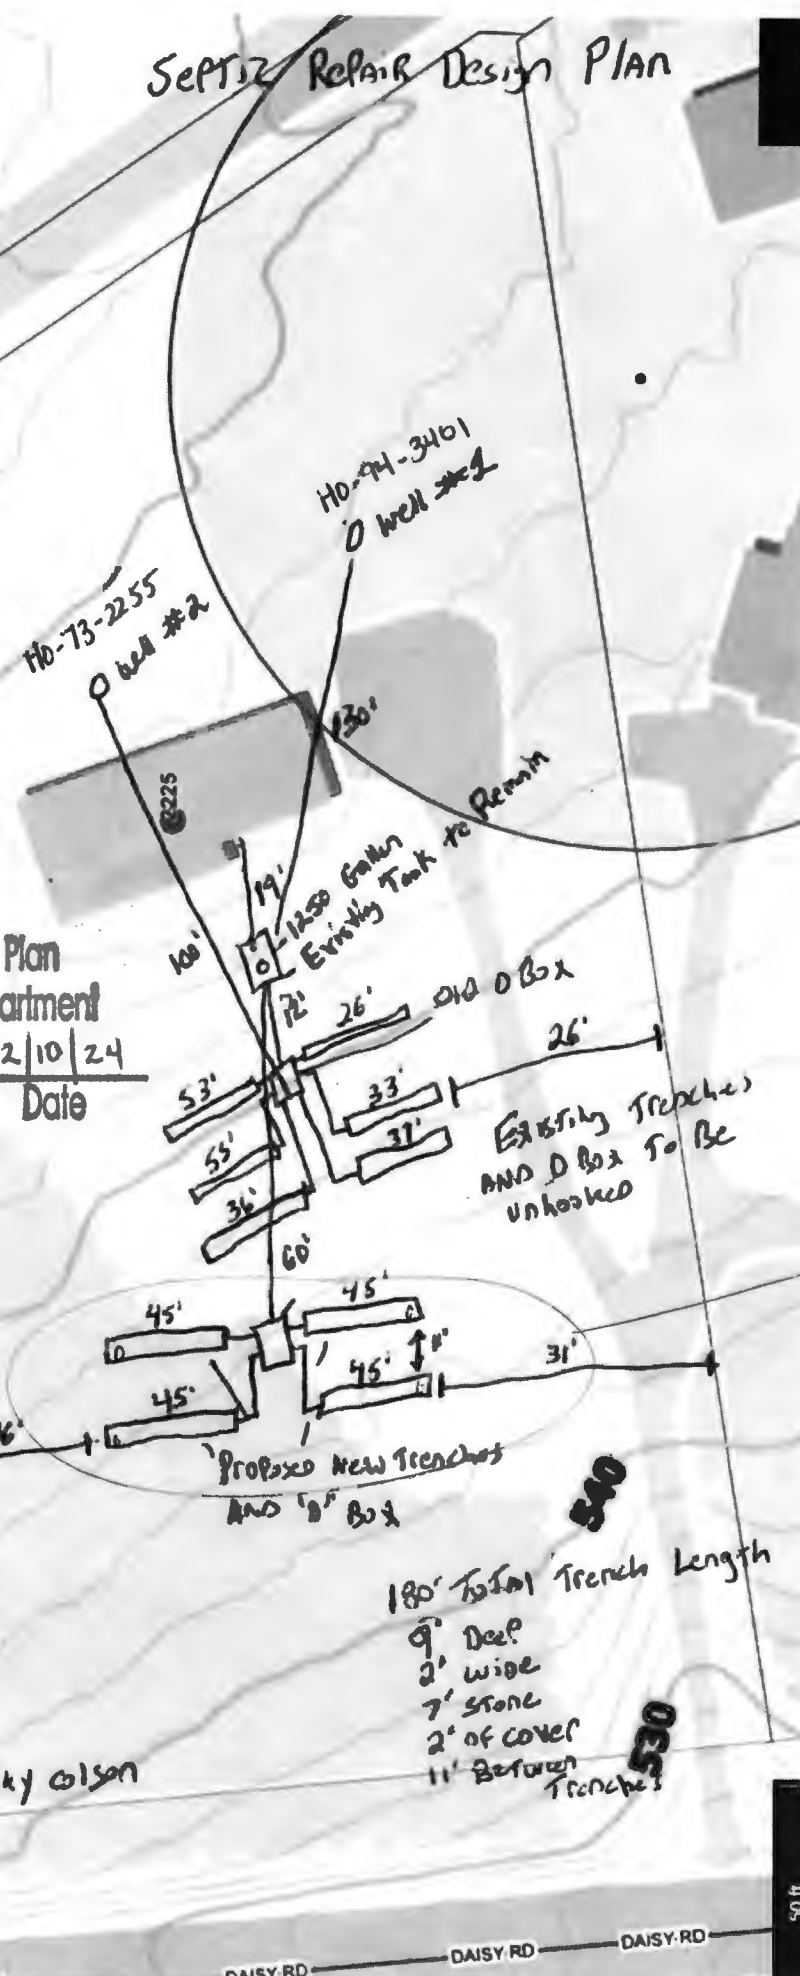 Septic Repair Design Plan
Ho-94-3401
Well #1
Ho-73-2255
Well #2
130'
225
19'
1250 Gallon
Existing Tank to Remain
100'
Plan
artment
2/10/24
Date
12'
26'
Old D Box
26'
53'
33'
55'
37'
36'
Existing Trenches
AND D Box To Be
unhooked
60'
45'
45'
11'
31'
45'
45'
6'
Proposed New Trenches
AND "D" Box
540
180' Total Trench Length
9' Deep
2' wide
7' stone
2' of cover
11' Between
Trenches
530
ky colson
DAISY RD
DAISY RD
DAISY RD